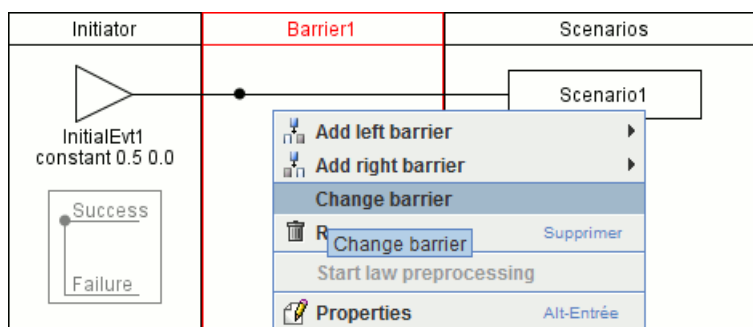 Initiator
Barrier1
Scenarios
Scenario1
InitialEvt1
constant 0.5 0.0
Success
Failure
Add left barrier
Add right barrier
Change barrier
R Supprimer
Change barrier
Start law preprocessing
Properties Alt-Entrée